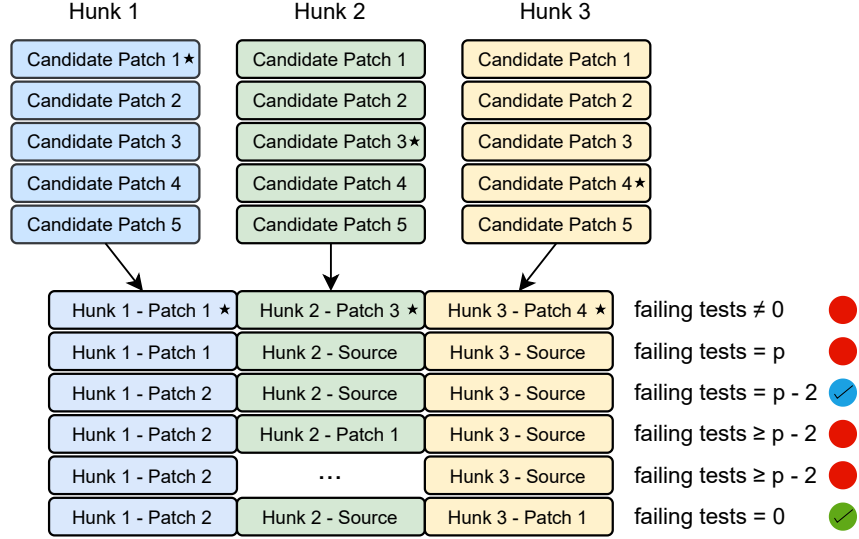 Hunk 1 Hunk 2 Hunk 3
Candidate Patch 1★ Candidate Patch 1 Candidate Patch 1
Candidate Patch 2 Candidate Patch 2 Candidate Patch 2
Candidate Patch 3 Candidate Patch 3★ Candidate Patch 3
Candidate Patch 4 Candidate Patch 4 Candidate Patch 4★
Candidate Patch 5 Candidate Patch 5 Candidate Patch 5
Hunk 1 - Patch 1 ★ Hunk 2 - Patch 3 ★ Hunk 3 - Patch 4 ★ failing tests ≠ 0
Hunk 1 - Patch 1 Hunk 2 - Source Hunk 3 - Source failing tests = p
Hunk 1 - Patch 2 Hunk 2 - Source Hunk 3 - Source failing tests = p - 2
Hunk 1 - Patch 2 Hunk 2 - Patch 1 Hunk 3 - Source failing tests ≥ p - 2
Hunk 1 - Patch 2 ... Hunk 3 - Source failing tests ≥ p - 2
Hunk 1 - Patch 2 Hunk 2 - Source Hunk 3 - Patch 1 failing tests = 0